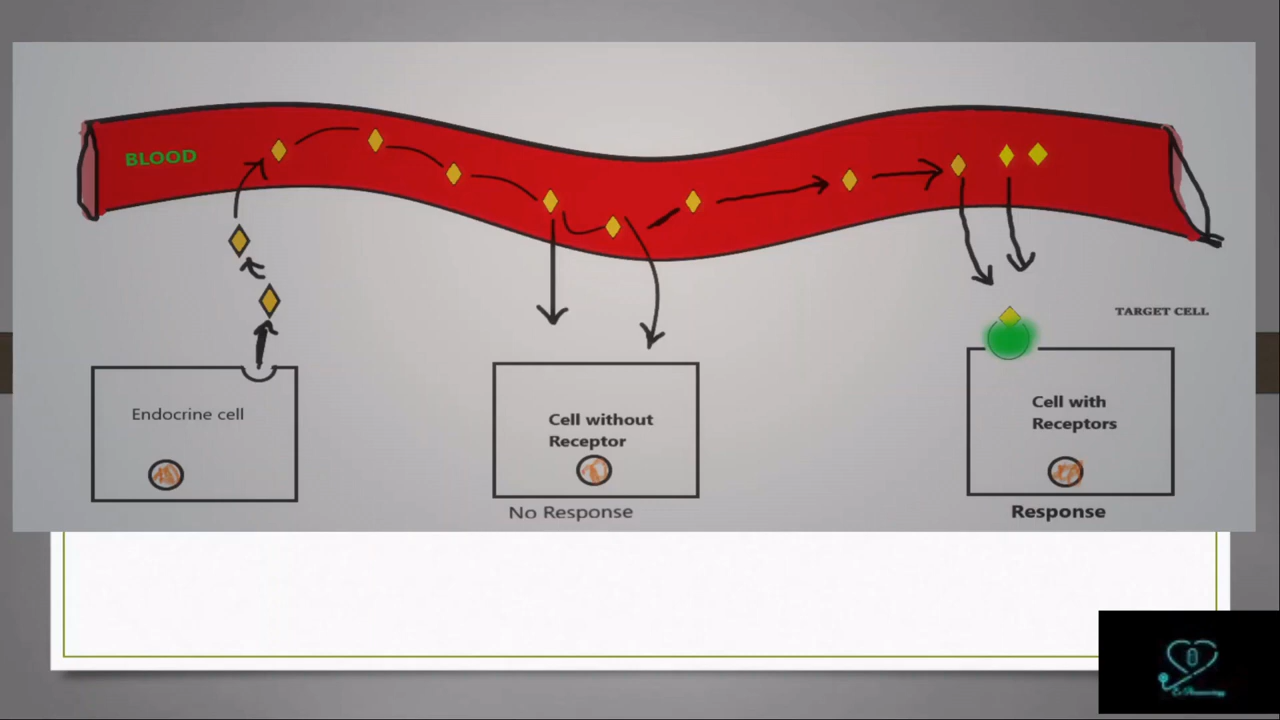 BLOOD
TARGET CELL
Endocrine cell
Cell without
Receptor
No Response
Cell with
Receptors
Response